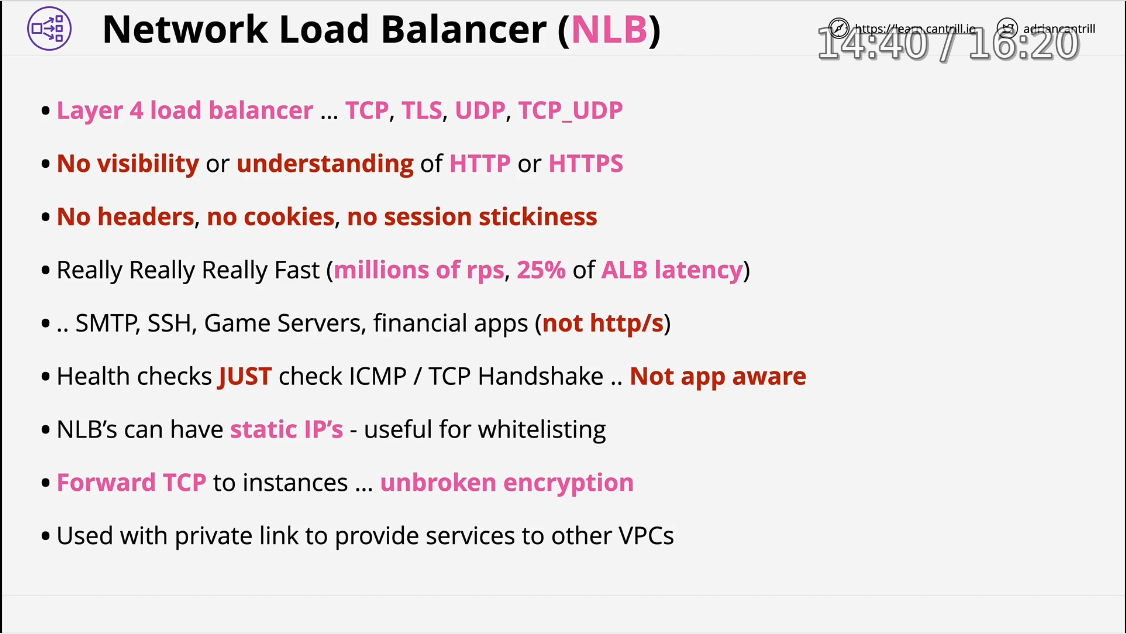 Network Load Balancer (NLB)
https://learn.cantrill.io
adriancantrill
14:40 / 16:20
• Layer 4 load balancer ... TCP, TLS, UDP, TCP_UDP
• No visibility or understanding of HTTP or HTTPS
• No headers, no cookies, no session stickiness
• Really Really Really Fast (millions of rps, 25% of ALB latency)
• .. SMTP, SSH, Game Servers, financial apps (not http/s)
• Health checks JUST check ICMP / TCP Handshake .. Not app aware
• NLB's can have static IP's - useful for whitelisting
• Forward TCP to instances ... unbroken encryption
• Used with private link to provide services to other VPCs